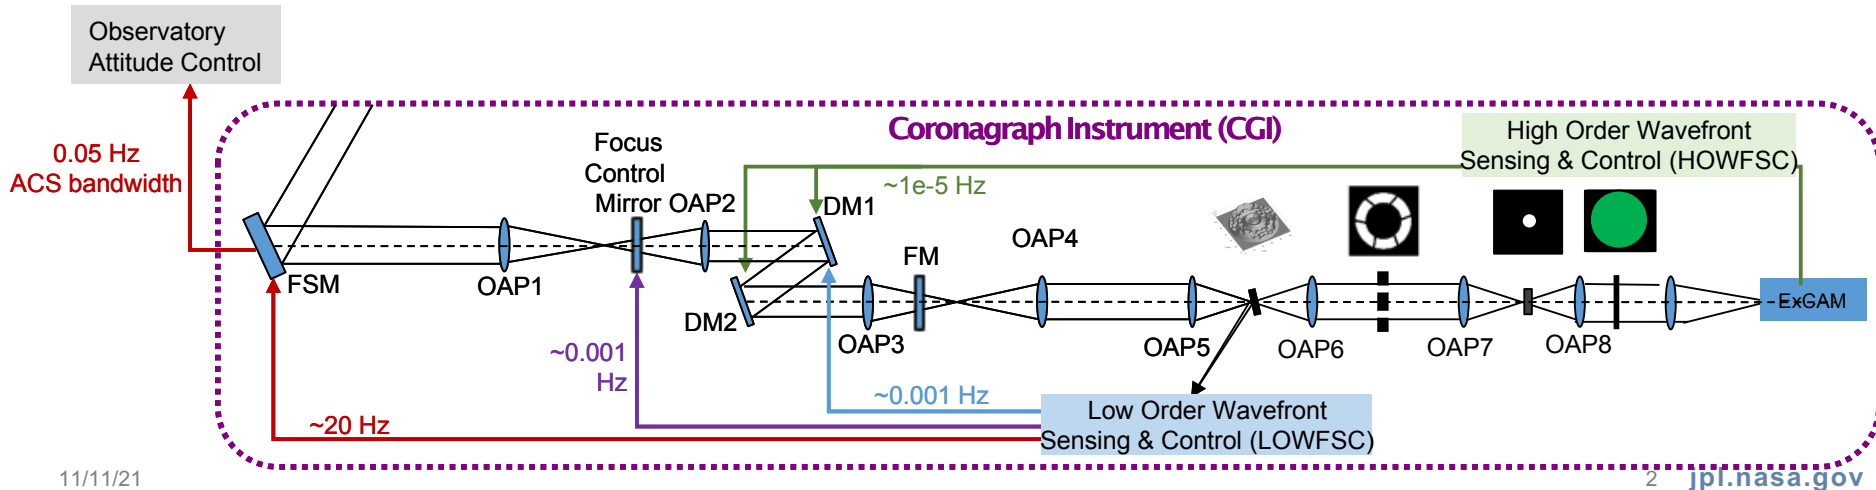 Observatory
Attitude Control
0.05 Hz
ACS bandwidth
Coronagraph Instrument (CGI)
High Order Wavefront
Sensing & Control (HOWFSC)
Focus
Control
Mirror
OAP2
DM1
~1e-5 Hz
FSM
OAP1
DM2
FM
OAP3
OAP4
OAP5
OAP6
OAP7
OAP8
ExGAM
~0.001
Hz
~0.001 Hz
~20 Hz
Low Order Wavefront
Sensing & Control (LOWFSC)
11/11/21
2
jpl.nasa.gov